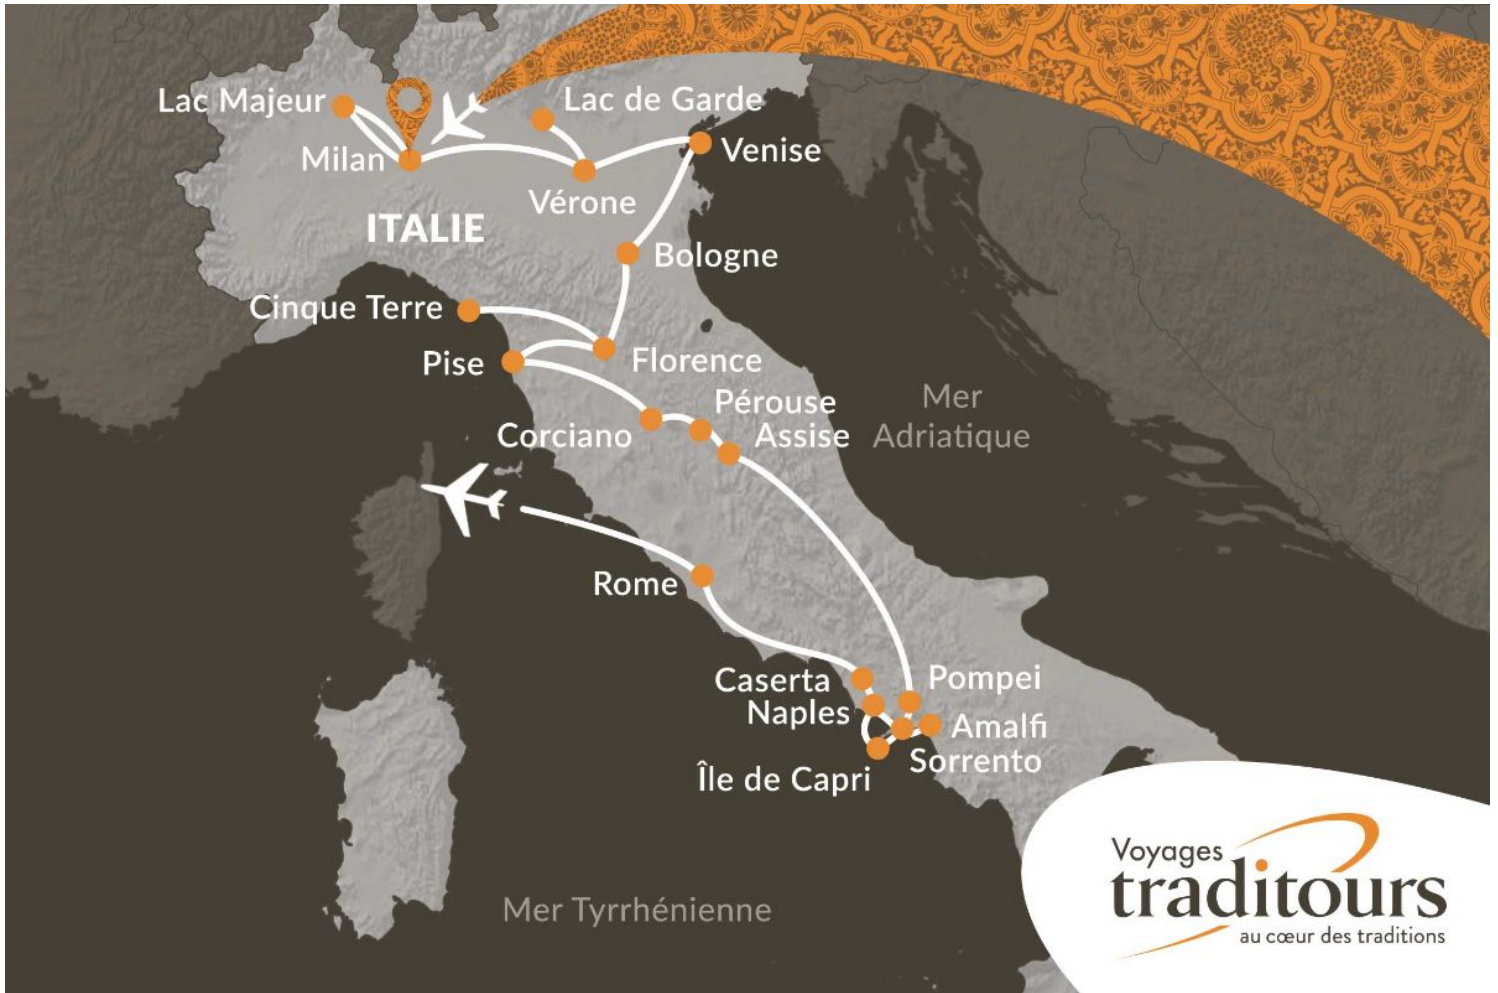 Lac Majeur
Lac de Garde
Milan
Venise
Vérone
ITALIE
Bologne
Cinque Terre
Pise
Florence
Pérouse
Corciano
Assise
Mer
Adriatique
Rome
Caserta
Pompei
Naples
Amalfi
Sorrento
Île de Capri
Mer Tyrrhénienne
Voyages
traditours
au cœur des traditions